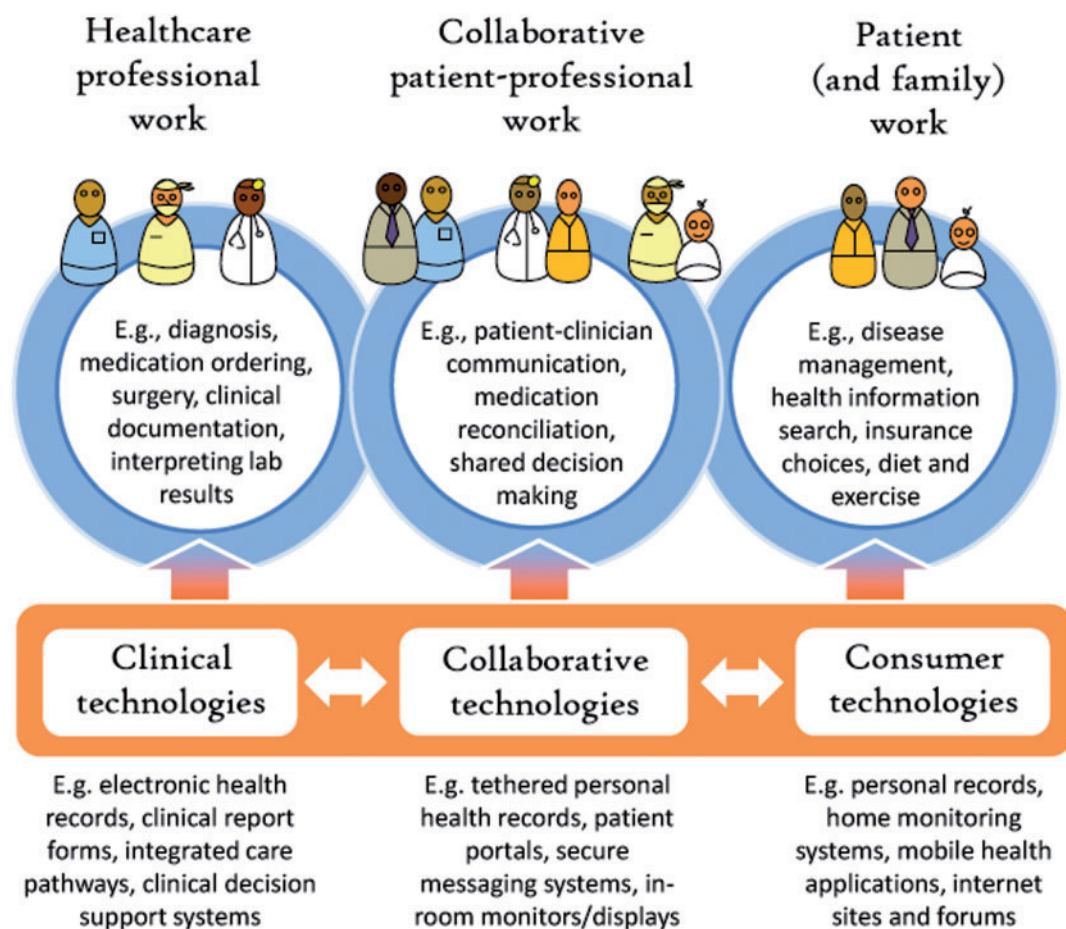 Healthcare
professional
work
Collaborative
patient-professional
work
Patient
(and family)
work
E.g., diagnosis,
medication ordering,
surgery, clinical
documentation,
interpreting lab
results
E.g., patient-clinician
communication,
medication
reconciliation,
shared decision
making
E.g., disease
management,
health information
search, insurance
choices, diet and
exercise
Clinical
technologies
Collaborative
technologies
Consumer
technologies
E.g. electronic health
records, clinical report
forms, integrated care
pathways, clinical decision
support systems
E.g. tethered personal
health records, patient
portals, secure
messaging systems, in-
room monitors/displays
E.g. personal records,
home monitoring
systems, mobile health
applications, internet
sites and forums